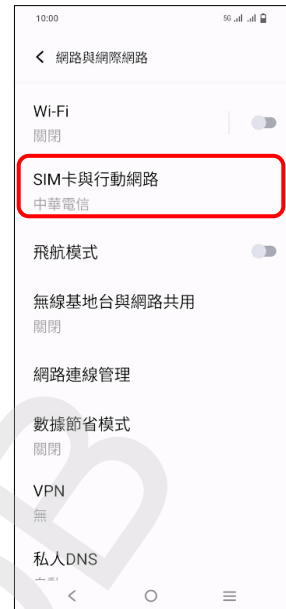 10:00
5G
網路與網際網路
Wi-Fi
關閉
SIM卡與行動網路
中華電信
飛航模式
無線基地台與網路共用
關閉
網路連線管理
數據節省模式
關閉
VPN
無
私人DNS